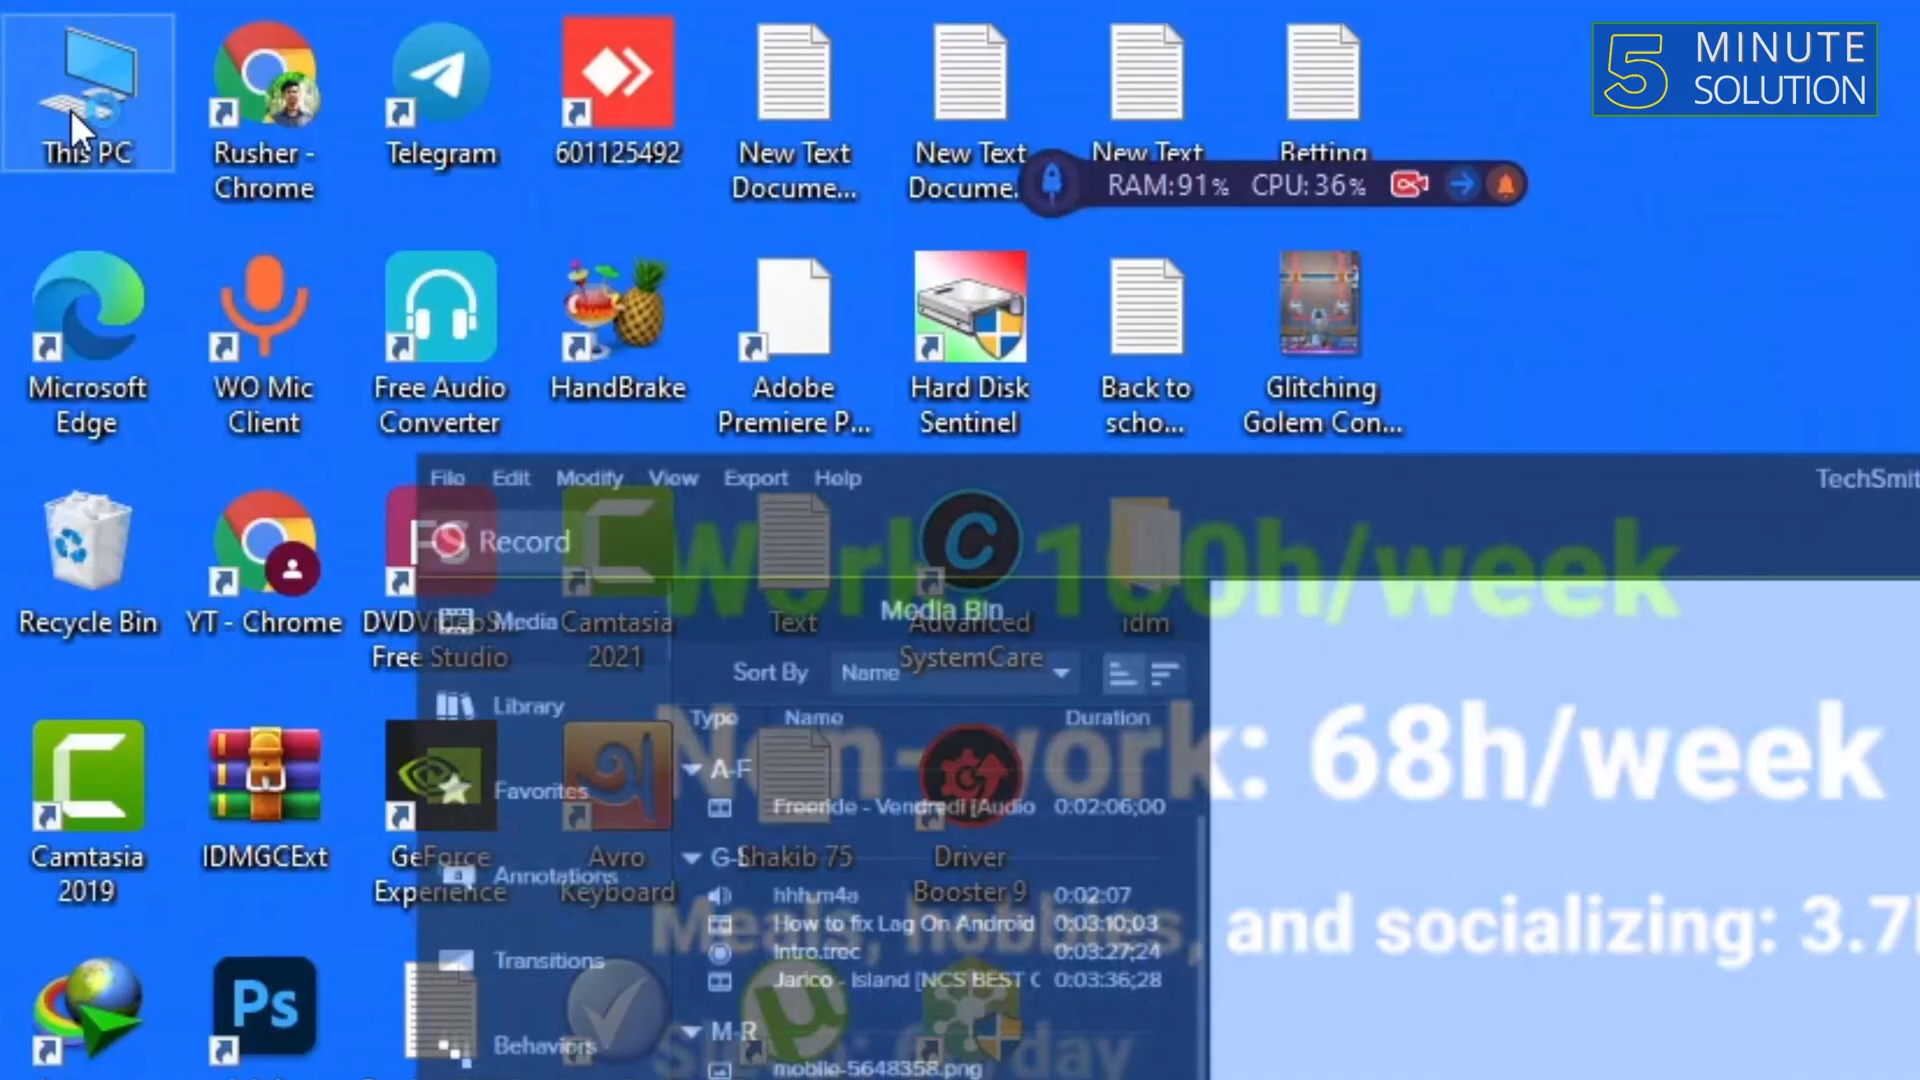 5 MINUTE
SOLUTION
This PC
Rusher -
Chrome
Telegram
601125492
New Text
Docume...
New Text
Docume.
New Text
Betting
RAM:91% CPU: 36%
Microsoft
Edge
WO Mic
Client
Free Audio
Converter
HandBrake
Adobe
Premiere P...
Hard Disk
Sentinel
Back to
scho...
Glitching
Golem Con...
File Edit Modify View Export Help
TechSmit
Record
Work: 100h/week
Recycle Bin
YT - Chrome
Free Studio
Media
Camtasia
2021
Text
Media Bin
Advanced
SystemCare
idm
Sort By Name
Library
Type Name Duration
Non-work: 68h/week
A-F
Freeride - Vendredi [Audio 0:02:06;00
Favorites
Camtasia
2019
IDMGCExt
GeForce
Experience
Avro
Keyboard
Shakib 75
Driver
Booster 9
Annotations
hhh.m4a 0:02:07
How to fix Lag On Android 0:03:10;03
Intro.trec 0:03:27;24
Jarico - Island [NCS BEST C 0:03:36;28
hobbies, and socializing: 3.7
Transitions
Ps
M-R
Behaviors
mobile-5648358.png
day